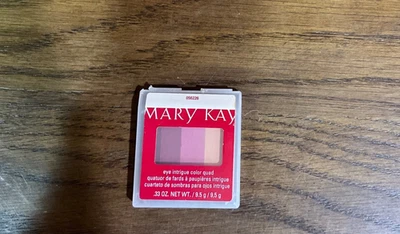 MARY KAY
eye intrigue color quad
quatuor de fards à paupières intrigue
cuarteto de sombras para ojos intrigue
.33 OZ. NET WT. / 9,5 g / 9.5 g